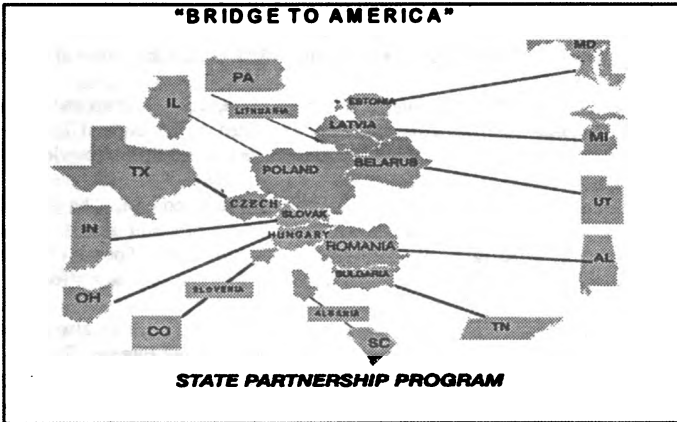 "BRIDGE TO AMERICA"
MD
PA
IL
LITHUANIA
ESTONIA
LATVIA
MI
TX
POLAND
BELARUS
CZECH
UT
SLOVAK
IN
HUNGARY
ROMANIA
AL
BULGARIA
OH
SLOVENIA
ALBANIA
CO
TN
SC
STATE PARTNERSHIP PROGRAM